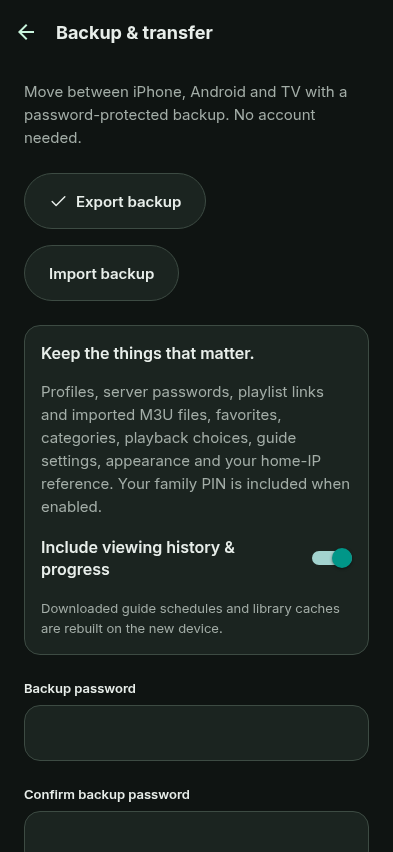 Backup & transfer
Move between iPhone, Android and TV with a
password-protected backup. No account
needed.
Export backup
Import backup
Keep the things that matter.
Profiles, server passwords, playlist links
and imported M3U files, favorites,
categories, playback choices, guide
settings, appearance and your home-IP
reference. Your family PIN is included when
enabled.
Include viewing history &
progress
Downloaded guide schedules and library caches
are rebuilt on the new device.
Backup password
Confirm backup password